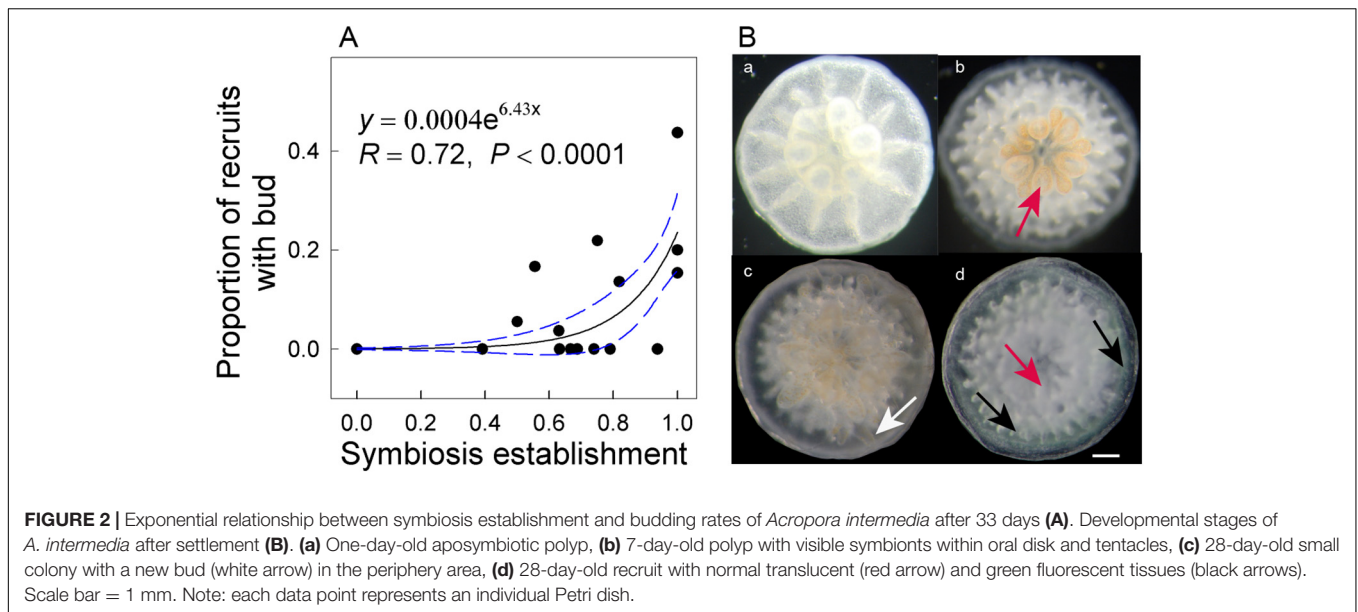 A
Proportion of recruits
with bud
y = 0.0004e^6.43x
R = 0.72, P < 0.0001
0.4
0.2
0.0
0.0 0.2 0.4 0.6 0.8 1.0
Symbiosis establishment
B
a
b
c
d
FIGURE 2 | Exponential relationship between symbiosis establishment and budding rates of Acropora intermedia after 33 days (A). Developmental stages of
A. intermedia after settlement (B). (a) One-day-old aposymbiotic polyp, (b) 7-day-old polyp with visible symbionts within oral disk and tentacles, (c) 28-day-old small
colony with a new bud (white arrow) in the periphery area, (d) 28-day-old recruit with normal translucent (red arrow) and green fluorescent tissues (black arrows).
Scale bar = 1 mm. Note: each data point represents an individual Petri dish.